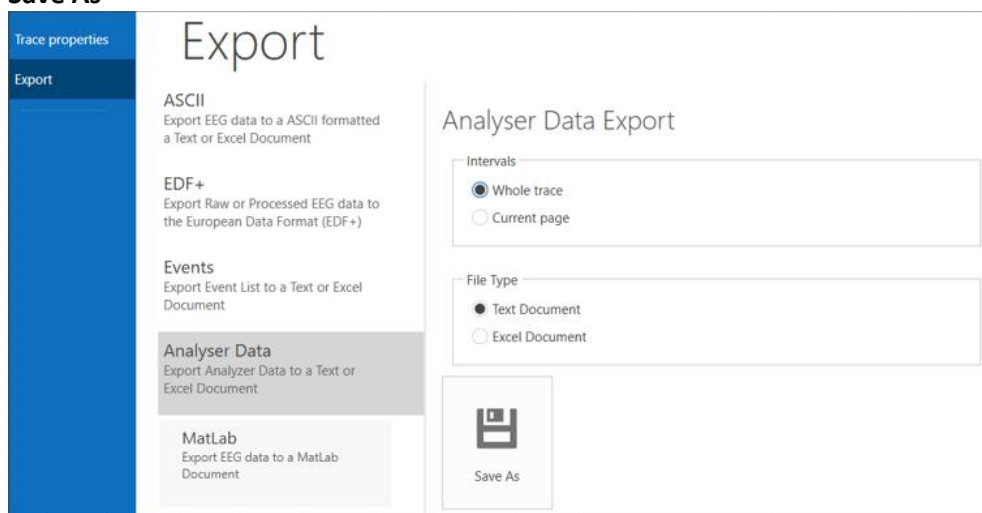 Save As
Trace properties
Export
Export
ASCII
Export EEG data to a ASCII formatted
a Text or Excel Document
EDF+
Export Raw or Processed EEG data to
the European Data Format (EDF+)
Events
Export Event List to a Text or Excel
Document
Analyser Data
Export Analyzer Data to a Text or
Excel Document
MatLab
Export EEG data to a MatLab
Document
Analyser Data Export
Intervals
Whole trace
Current page
File Type
Text Document
Excel Document
Save As